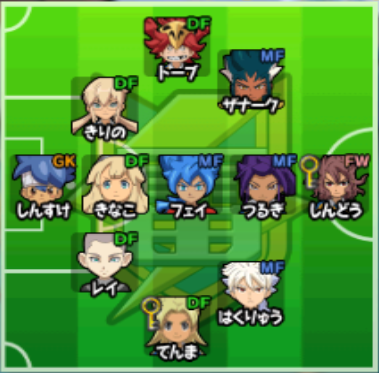 DF
トーブ
MF
ザナーク
DF
きりの
GK
しんすけ
DF
きなこ
MF
フェイ
MF
つるぎ
FW
しんどう
DF
レイ
MF
はくりゅう
DF
てんま